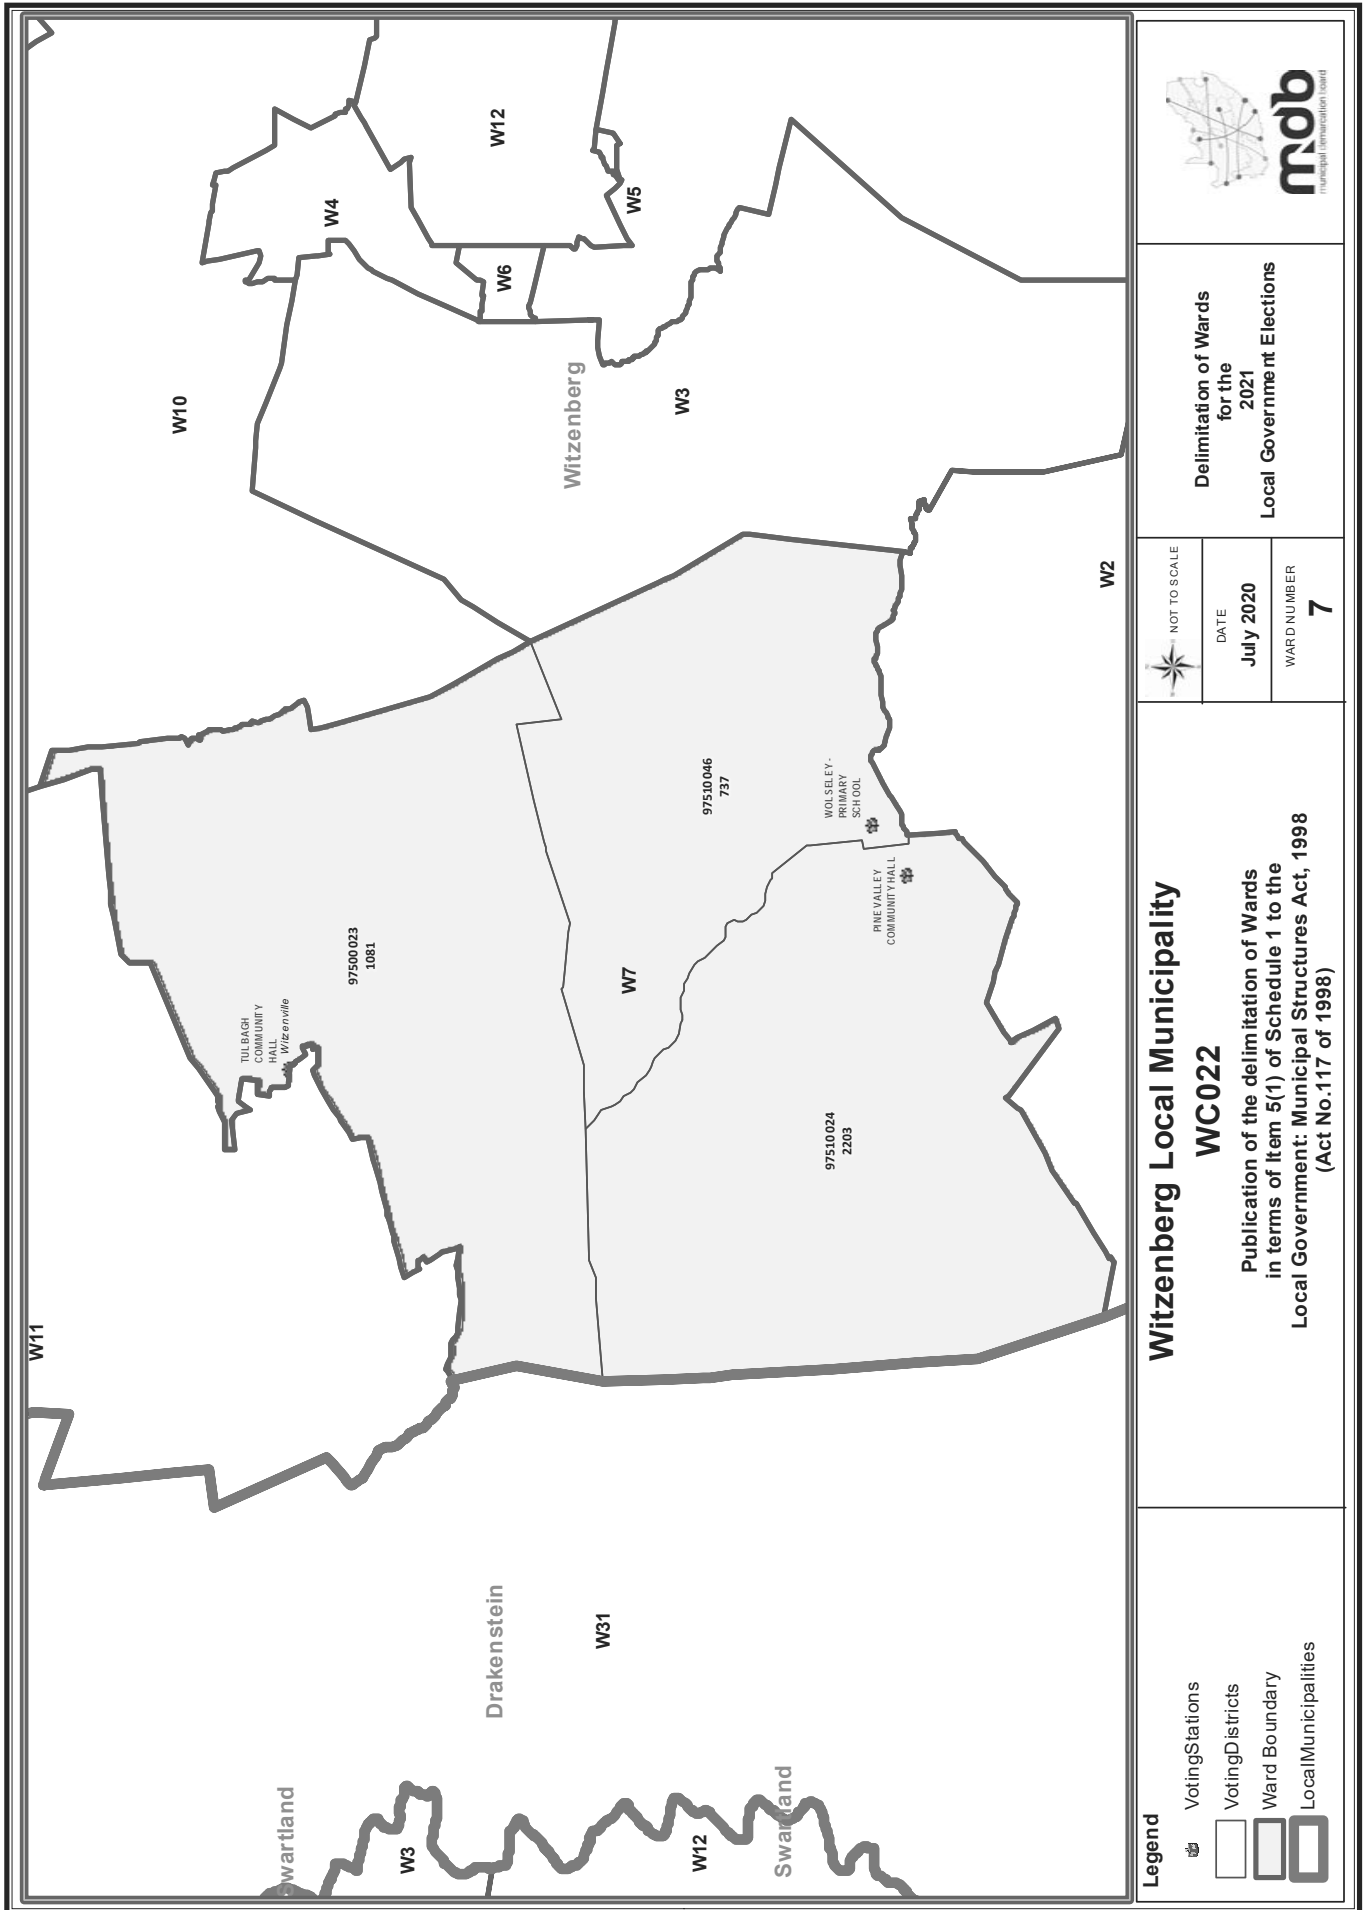 W11
W10
W4
W12
W5
W6
Witzenberg
W3
W2
97500023
1081
TULBAGH
COMMUNITY
HALL
Witzenville
97510046
737
WOLSELEY-
PRIMARY
SCHOOL
PINE VALLEY
COMMUNITY HALL
W7
97510024
2203
Drakenstein
W31
Swartland
W3
W12
Swartland
Legend
VotingStations
VotingDistricts
Ward Boundary
LocalMunicipalities
Witzenberg Local Municipality
WC022
Publication of the delimitation of Wards
in terms of Item 5(1) of Schedule 1 to the
Local Government: Municipal Structures Act, 1998
(Act No.117 of 1998)
NOT TO SCALE
DATE
July 2020
WARD NUMBER
7
Delimitation of Wards
for the
2021
Local Government Elections
mdb
municipal demarcation board